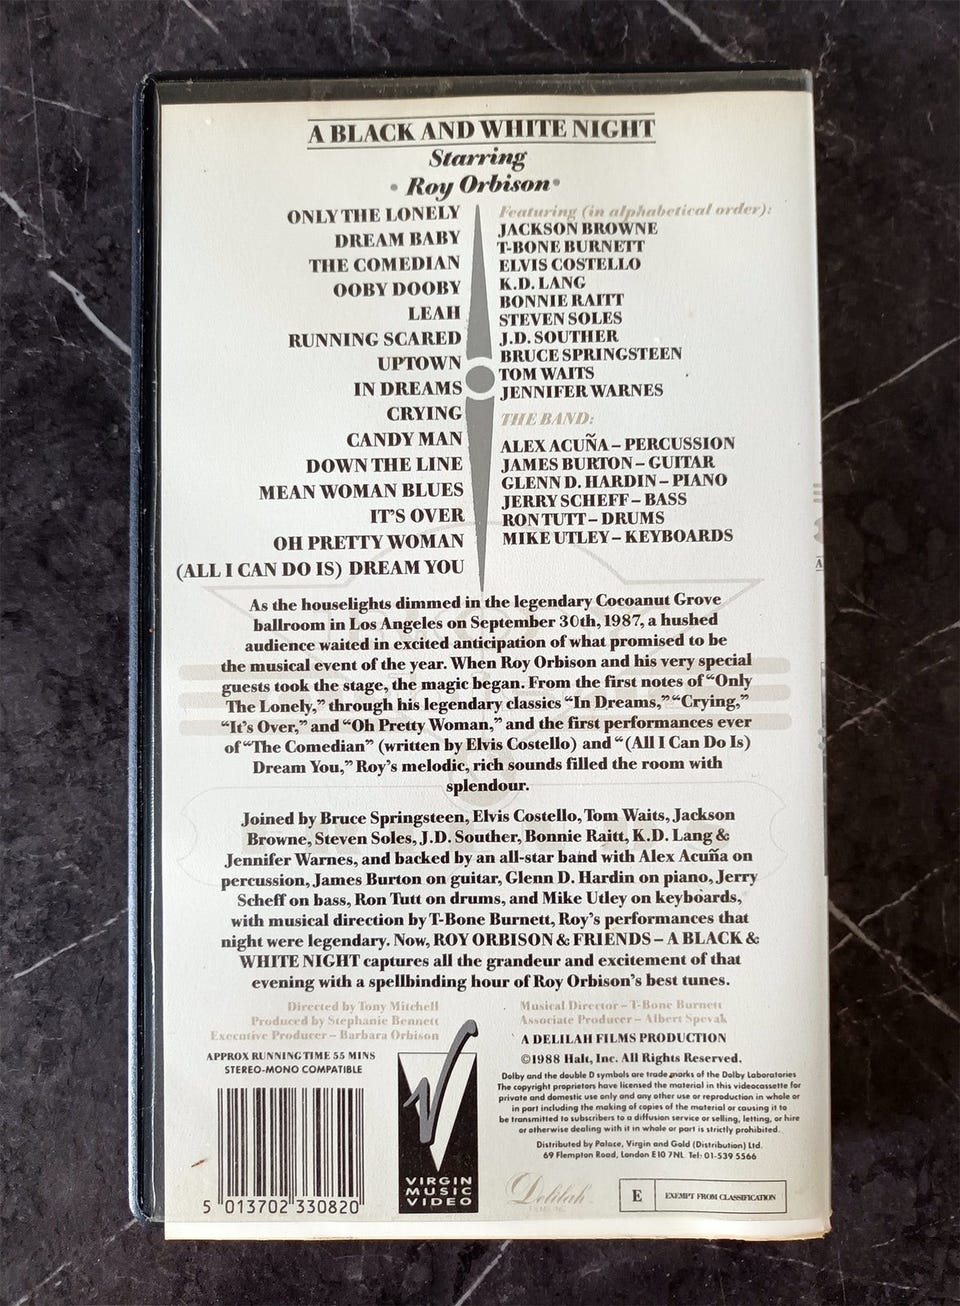 A BLACK AND WHITE NIGHT
Starring
• Roy Orbison •
ONLY THE LONELY
DREAM BABY
THE COMEDIAN
OOBY DOOBY
LEAH
RUNNING SCARED
UPTOWN
IN DREAMS
CRYING
CANDY MAN
DOWN THE LINE
MEAN WOMAN BLUES
IT'S OVER
OH PRETTY WOMAN
(ALL I CAN DO IS) DREAM YOU
Featuring (in alphabetical order):
JACKSON BROWNE
T-BONE BURNETT
ELVIS COSTELLO
K.D. LANG
BONNIE RAITT
STEVEN SOLES
J.D. SOUTHER
BRUCE SPRINGSTEEN
TOM WAITS
JENNIFER WARNES
THE BAND:
ALEX ACUÑA – PERCUSSION
JAMES BURTON – GUITAR
GLENN D. HARDIN – PIANO
JERRY SCHEFF – BASS
RON TUTT – DRUMS
MIKE UTLEY – KEYBOARDS
As the houselights dimmed in the legendary Cocoanut Grove
ballroom in Los Angeles on September 30th, 1987, a hushed
audience waited in excited anticipation of what promised to be
the musical event of the year. When Roy Orbison and his very special
guests took the stage, the magic began. From the first notes of "Only
The Lonely," through his legendary classics "In Dreams," "Crying,"
"It's Over," and "Oh Pretty Woman," and the first performances ever
of "The Comedian" (written by Elvis Costello) and "(All I Can Do Is)
Dream You," Roy's melodic, rich sounds filled the room with
splendour.
Joined by Bruce Springsteen, Elvis Costello, Tom Waits, Jackson
Browne, Steven Soles, J.D. Souther, Bonnie Raitt, K.D. Lang &
Jennifer Warnes, and backed by an all-star band with Alex Acuña on
percussion, James Burton on guitar, Glenn D. Hardin on piano, Jerry
Scheff on bass, Ron Tutt on drums, and Mike Utley on keyboards,
with musical direction by T-Bone Burnett, Roy's performances that
night were legendary. Now, ROY ORBISON & FRIENDS – A BLACK &
WHITE NIGHT captures all the grandeur and excitement of that
evening with a spellbinding hour of Roy Orbison's best tunes.
Directed by Tony Mitchell
Produced by Stephanie Bennett
Executive Producer – Barbara Orbison
APPROX RUNNING TIME 55 MINS
STEREO-MONO COMPATIBLE
Musical Director – T-Bone Burnett
Associate Producer – Albert Spevak
A DELILAH FILMS PRODUCTION
©1988 Halt, Inc. All Rights Reserved.
Dolby and the double D symbols are trade marks of the Dolby Laboratories
The copyright proprietors have licensed the material in this videocassette for
private and domestic use only and any other use or reproduction in whole or
in part including the making of copies of the material or causing it to
be transmitted to subscribers to a diffusion service or selling, letting, or hire
or otherwise dealing with it in whole or part is strictly prohibited.
Distributed by Palace, Virgin and Gold (Distribution) Ltd.
69 Flempton Road, London E10 7NL. Tel: 01-539 5566
5 013702 330820
VIRGIN
MUSIC
VIDEO
Delilah
FILMS INC
E EXEMPT FROM CLASSIFICATION